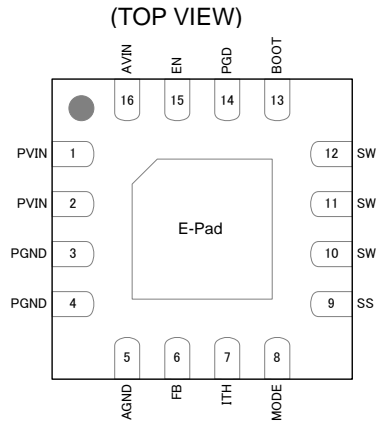 (TOP VIEW)
AVIN
EN
PGD
BOOT
16
15
14
13
PVIN 1
12 SW
PVIN 2
11 SW
E-Pad
PGND 3
10 SW
PGND 4
9 SS
5
6
7
8
AGND
FB
ITH
MODE